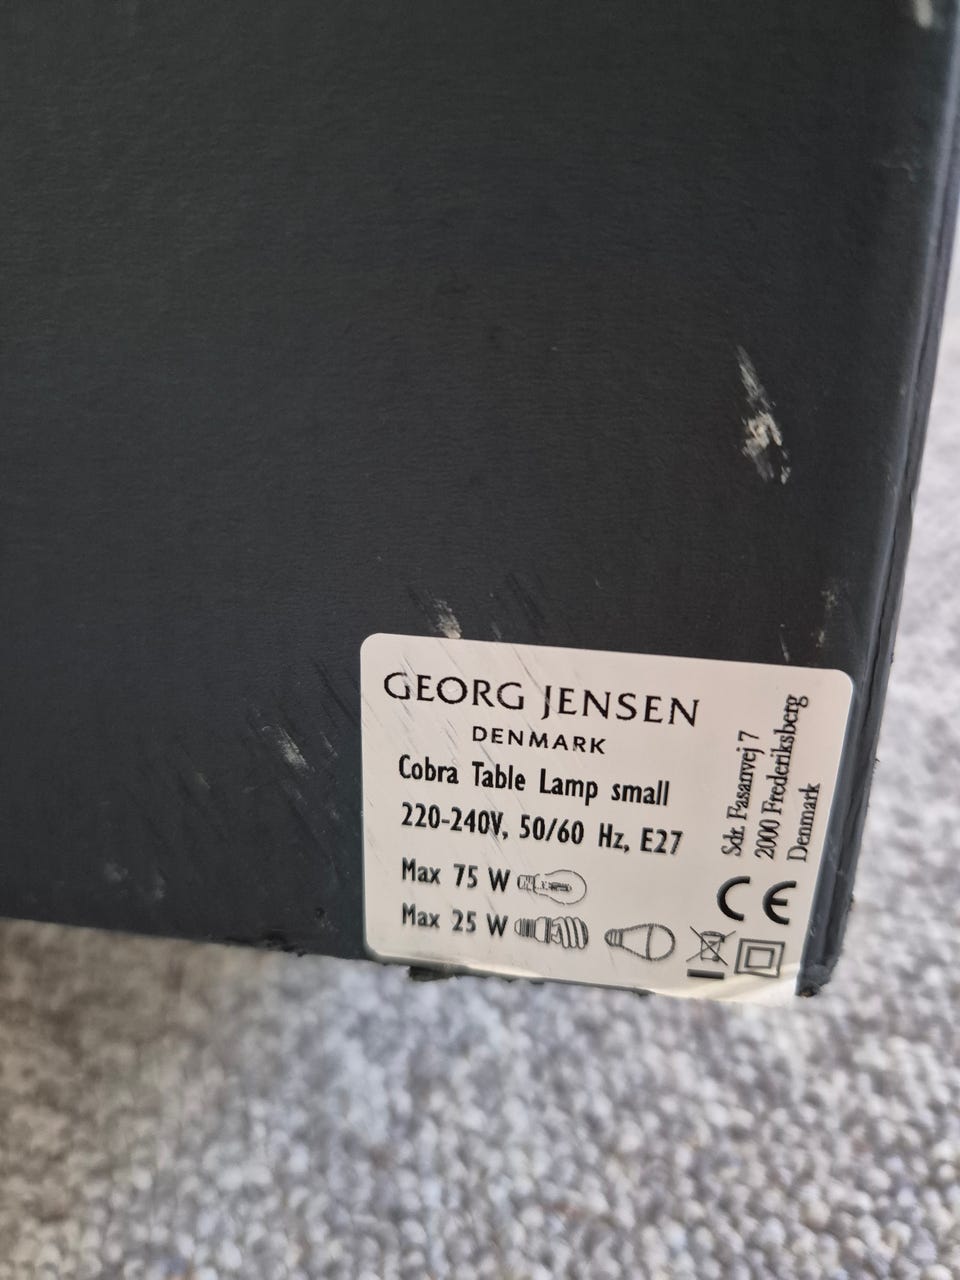 GEORG JENSEN
DENMARK
Cobra Table Lamp small
220-240V, 50/60 Hz, E27
Max 75 W
Max 25 W
Sdr. Fasanvej 7
2000 Frederiksberg
Denmark
CE